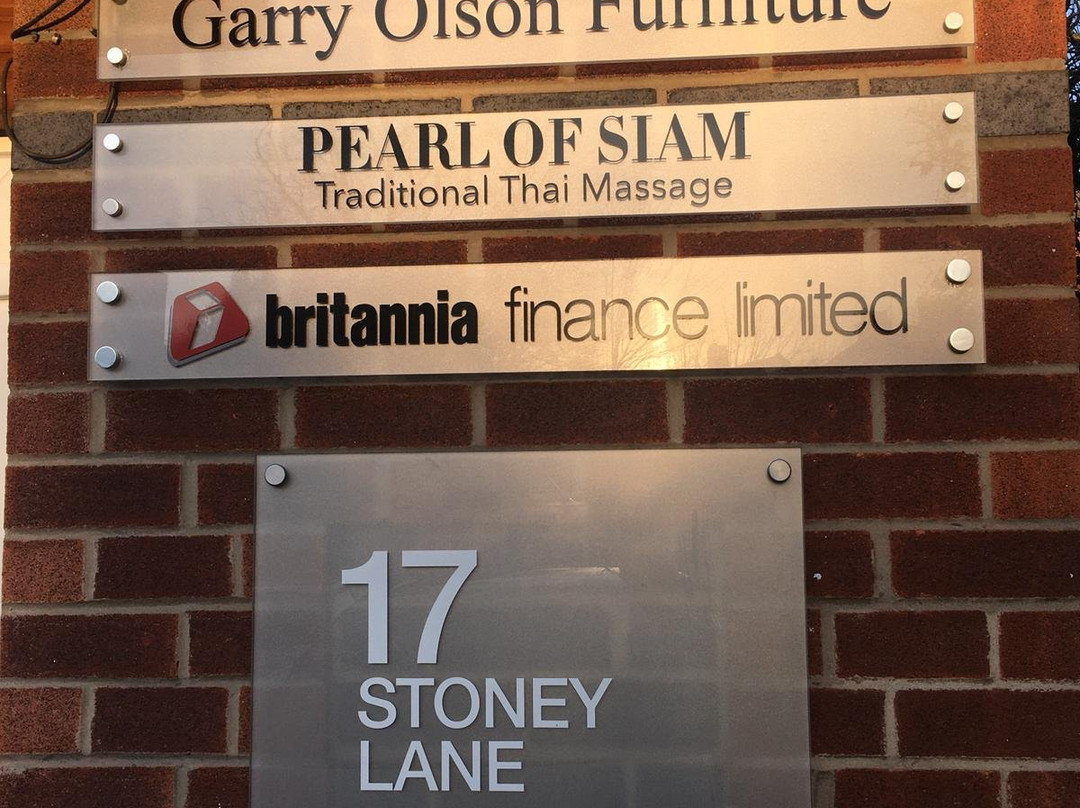 Garry Olson Furniture
PEARL OF SIAM
Traditional Thai Massage
britannia finance limited
17
STONEY
LANE